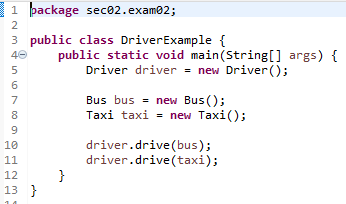 1 package sec02.exam02;
2
3 public class DriverExample {
4     public static void main(String[] args) {
5         Driver driver = new Driver();
6
7         Bus bus = new Bus();
8         Taxi taxi = new Taxi();
9
10         driver.drive(bus);
11         driver.drive(taxi);
12     }
13 }